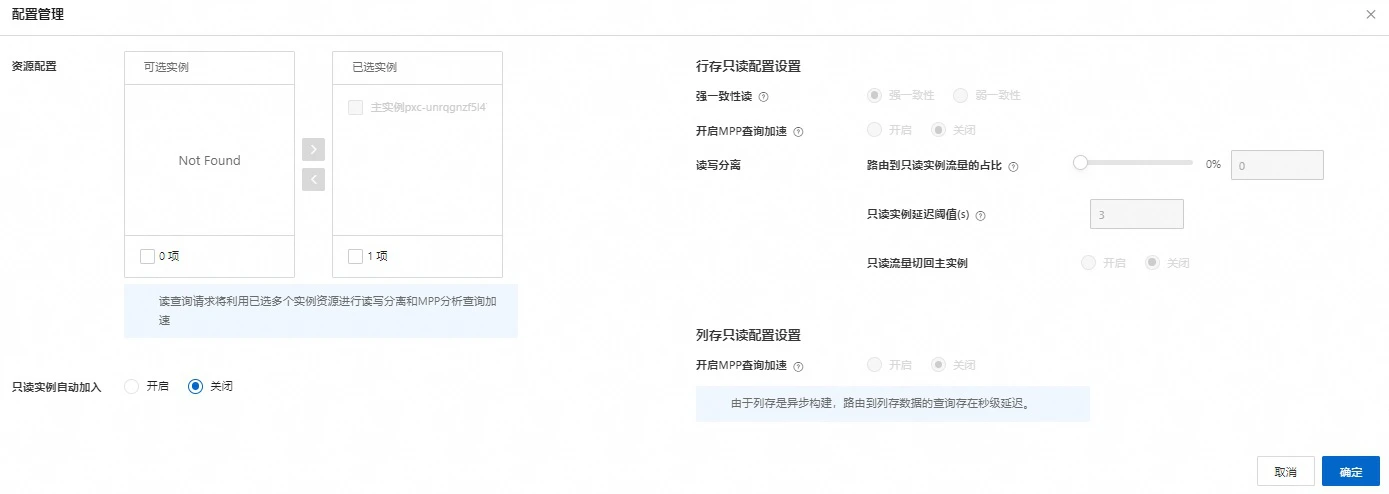 配置管理
资源配置
可选实例
Not Found
0 项
已选实例
主实例pxc-unrqgnzf5l4
1 项
读查询请求将利用已选多个实例资源进行读写分离和MPP分析查询加
速
只读实例自动加入
开启
关闭
行存只读配置设置
强一致性读
强一致性
弱一致性
开启MPP查询加速
开启
关闭
读写分离
路由到只读实例流量的占比
0%
0
只读实例延迟阈值(s)
3
只读流量切回主实例
开启
关闭
列存只读配置设置
开启MPP查询加速
开启
关闭
由于列存是异步构建，路由到列存数据的查询存在秒级延迟。
取消
确定